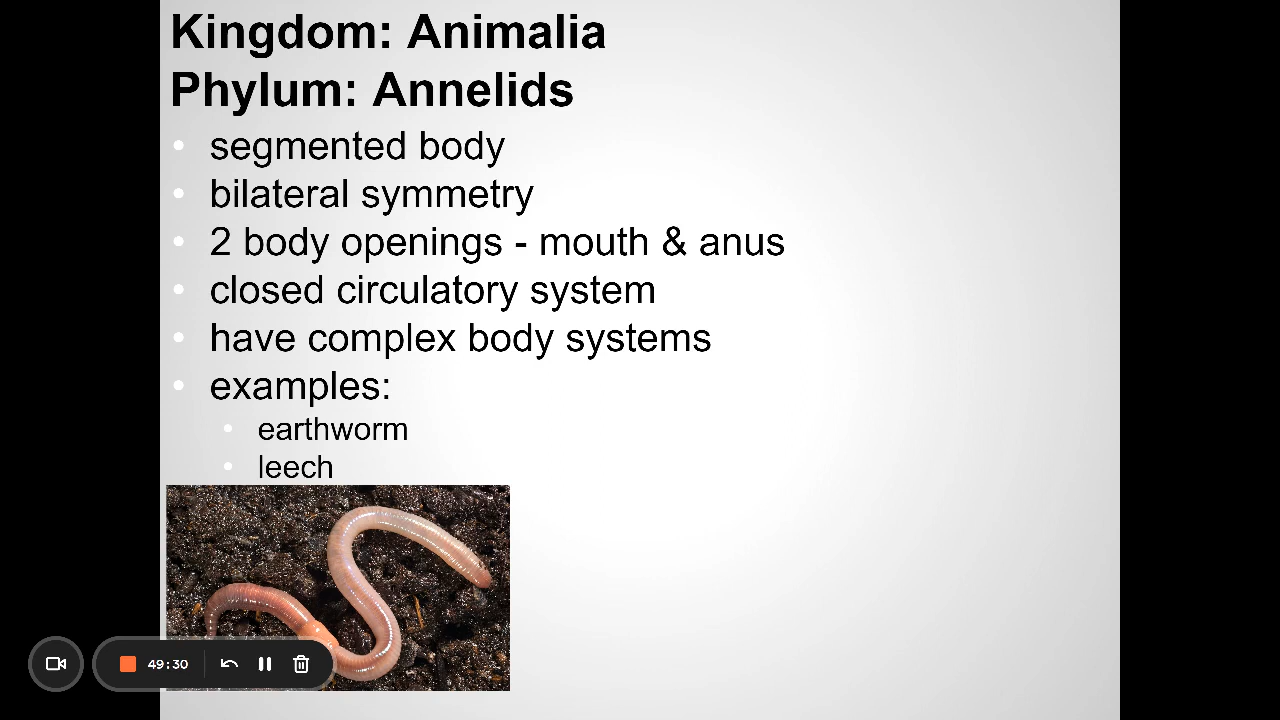 Kingdom: Animalia
Phylum: Annelids
• segmented body
• bilateral symmetry
• 2 body openings - mouth & anus
• closed circulatory system
• have complex body systems
• examples:
• earthworm
• leech
49:30